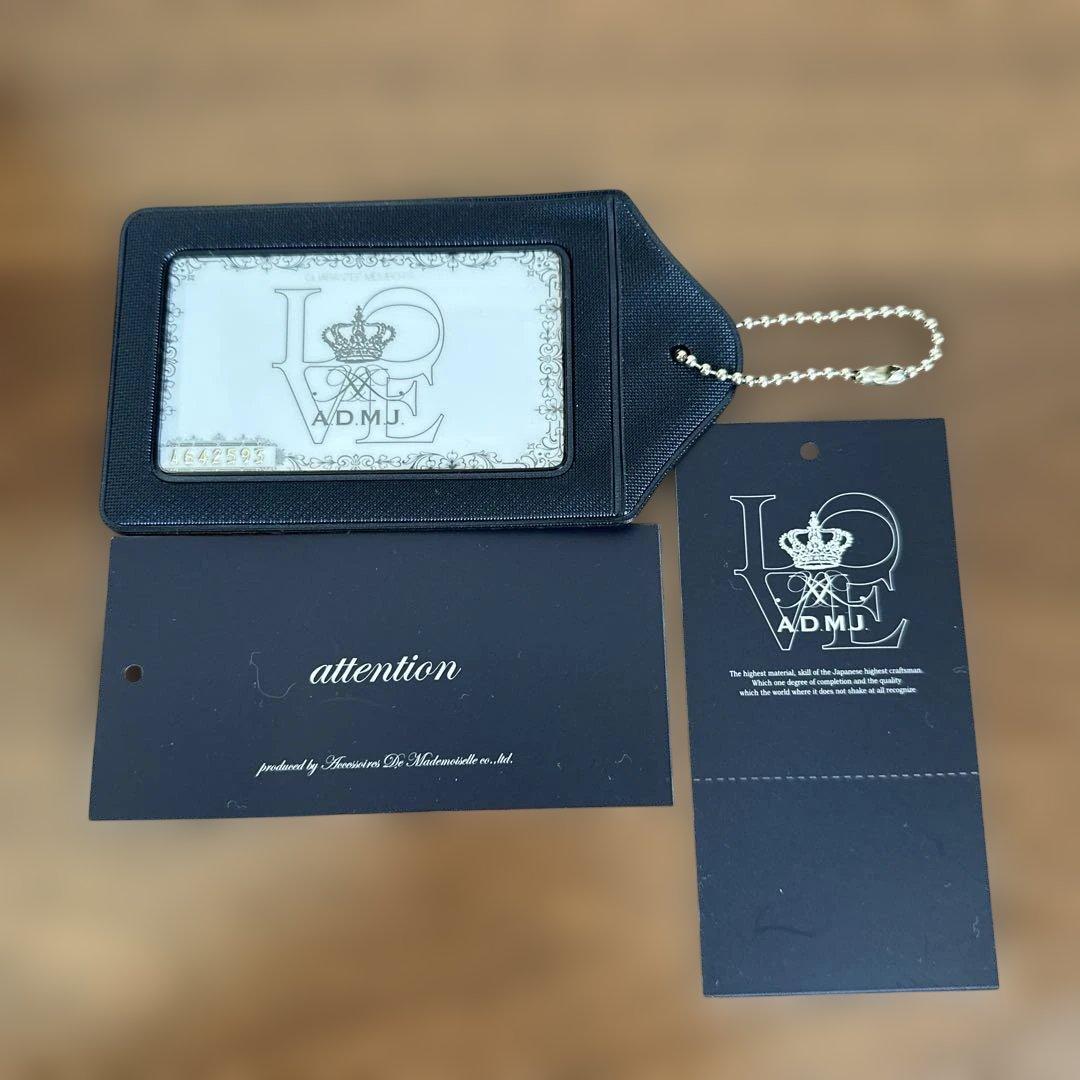 LOVE
A.D.M.J.
A642593
attention
produced by Accessoires De Mademoiselle co.,ltd.
LOVE
A.D.M.J.
The highest material, skill of the Japanese highest craftsman.
Which one degree of completion and the quality
which the world where it does not shake at all recognize